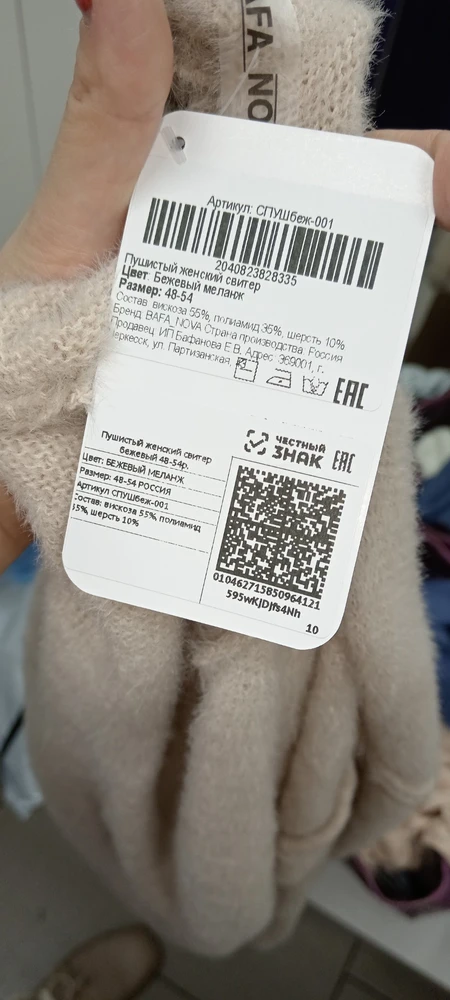 BAFA_NO
Артикул: СПУШбеж-001
2040823828335
Пушистый женский свитер
Цвет: Бежевый меланж
Размер: 48-54
Состав: вискоза 55%, полиамид 35%, шерсть 10%
Бренд: BAFA_NOVA Страна производства: Россия
Продавец: ИП Бафанова Е.В. Адрес: 369001, г.
Черкесск, ул. Партизанская,
EAC
ЧЕСТНЫЙ
ЗНАК EAC
Пушистый женский свитер
бежевый 48-54р.
Цвет: БЕЖЕВЫЙ МЕЛАНЖ
Размер: 48-54 РОССИЯ
Артикул СПУШбеж-001
Состав: вискоза 55%, полиамид
35%, шерсть 10%
010462715850964121
595wKJDJfs4Nh
10